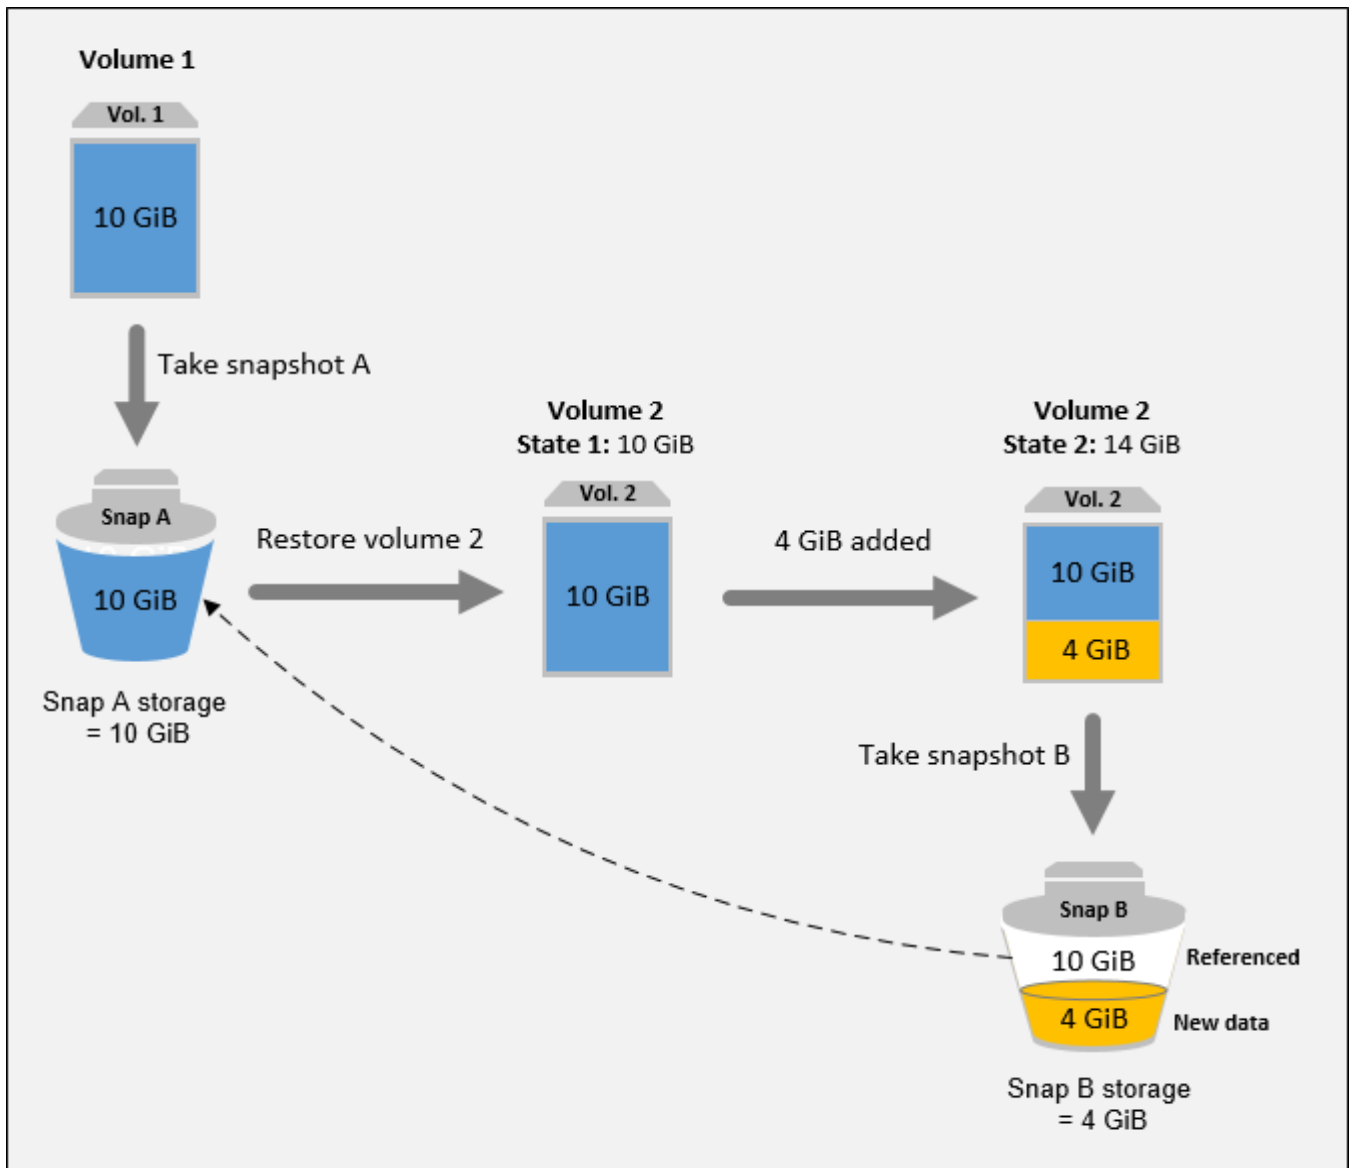 Volume 1
Vol. 1
10 GiB
Take snapshot A
Snap A
10 GiB
Snap A storage
= 10 GiB
Restore volume 2
Volume 2
State 1: 10 GiB
Vol. 2
10 GiB
4 GiB added
Volume 2
State 2: 14 GiB
Vol. 2
10 GiB
4 GiB
Take snapshot B
Snap B
10 GiB
Referenced
4 GiB
New data
Snap B storage
= 4 GiB